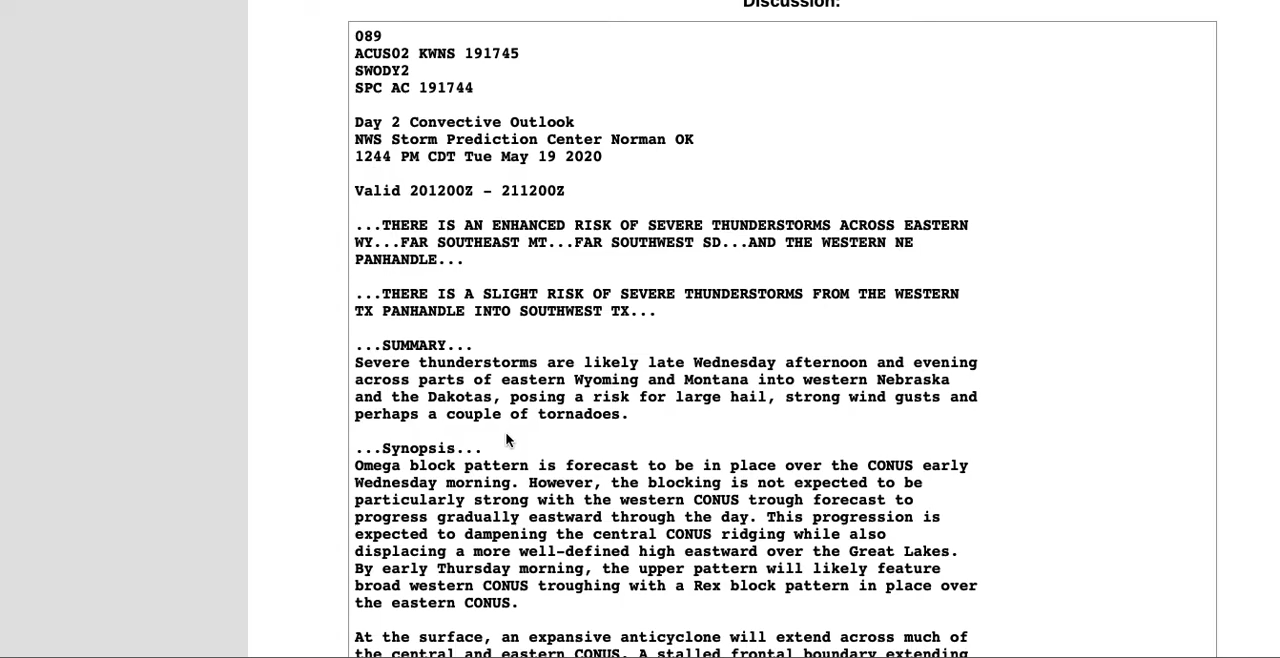 Discussion:
089
ACUS02 KWNS 191745
SWODY2
SPC AC 191744
Day 2 Convective Outlook
NWS Storm Prediction Center Norman OK
1244 PM CDT Tue May 19 2020
Valid 201200Z - 211200Z
...THERE IS AN ENHANCED RISK OF SEVERE THUNDERSTORMS ACROSS EASTERN
WY...FAR SOUTHEAST MT...FAR SOUTHWEST SD...AND THE WESTERN NE
PANHANDLE...
...THERE IS A SLIGHT RISK OF SEVERE THUNDERSTORMS FROM THE WESTERN
TX PANHANDLE INTO SOUTHWEST TX...
...SUMMARY...
Severe thunderstorms are likely late Wednesday afternoon and evening
across parts of eastern Wyoming and Montana into western Nebraska
and the Dakotas, posing a risk for large hail, strong wind gusts and
perhaps a couple of tornadoes.
...Synopsis...
Omega block pattern is forecast to be in place over the CONUS early
Wednesday morning. However, the blocking is not expected to be
particularly strong with the western CONUS trough forecast to
progress gradually eastward through the day. This progression is
expected to dampening the central CONUS ridging while also
displacing a more well-defined high eastward over the Great Lakes.
By early Thursday morning, the upper pattern will likely feature
broad western CONUS troughing with a Rex block pattern in place over
the eastern CONUS.
At the surface, an expansive anticyclone will extend across much of
the central and eastern CONUS. A stalled frontal boundary extending